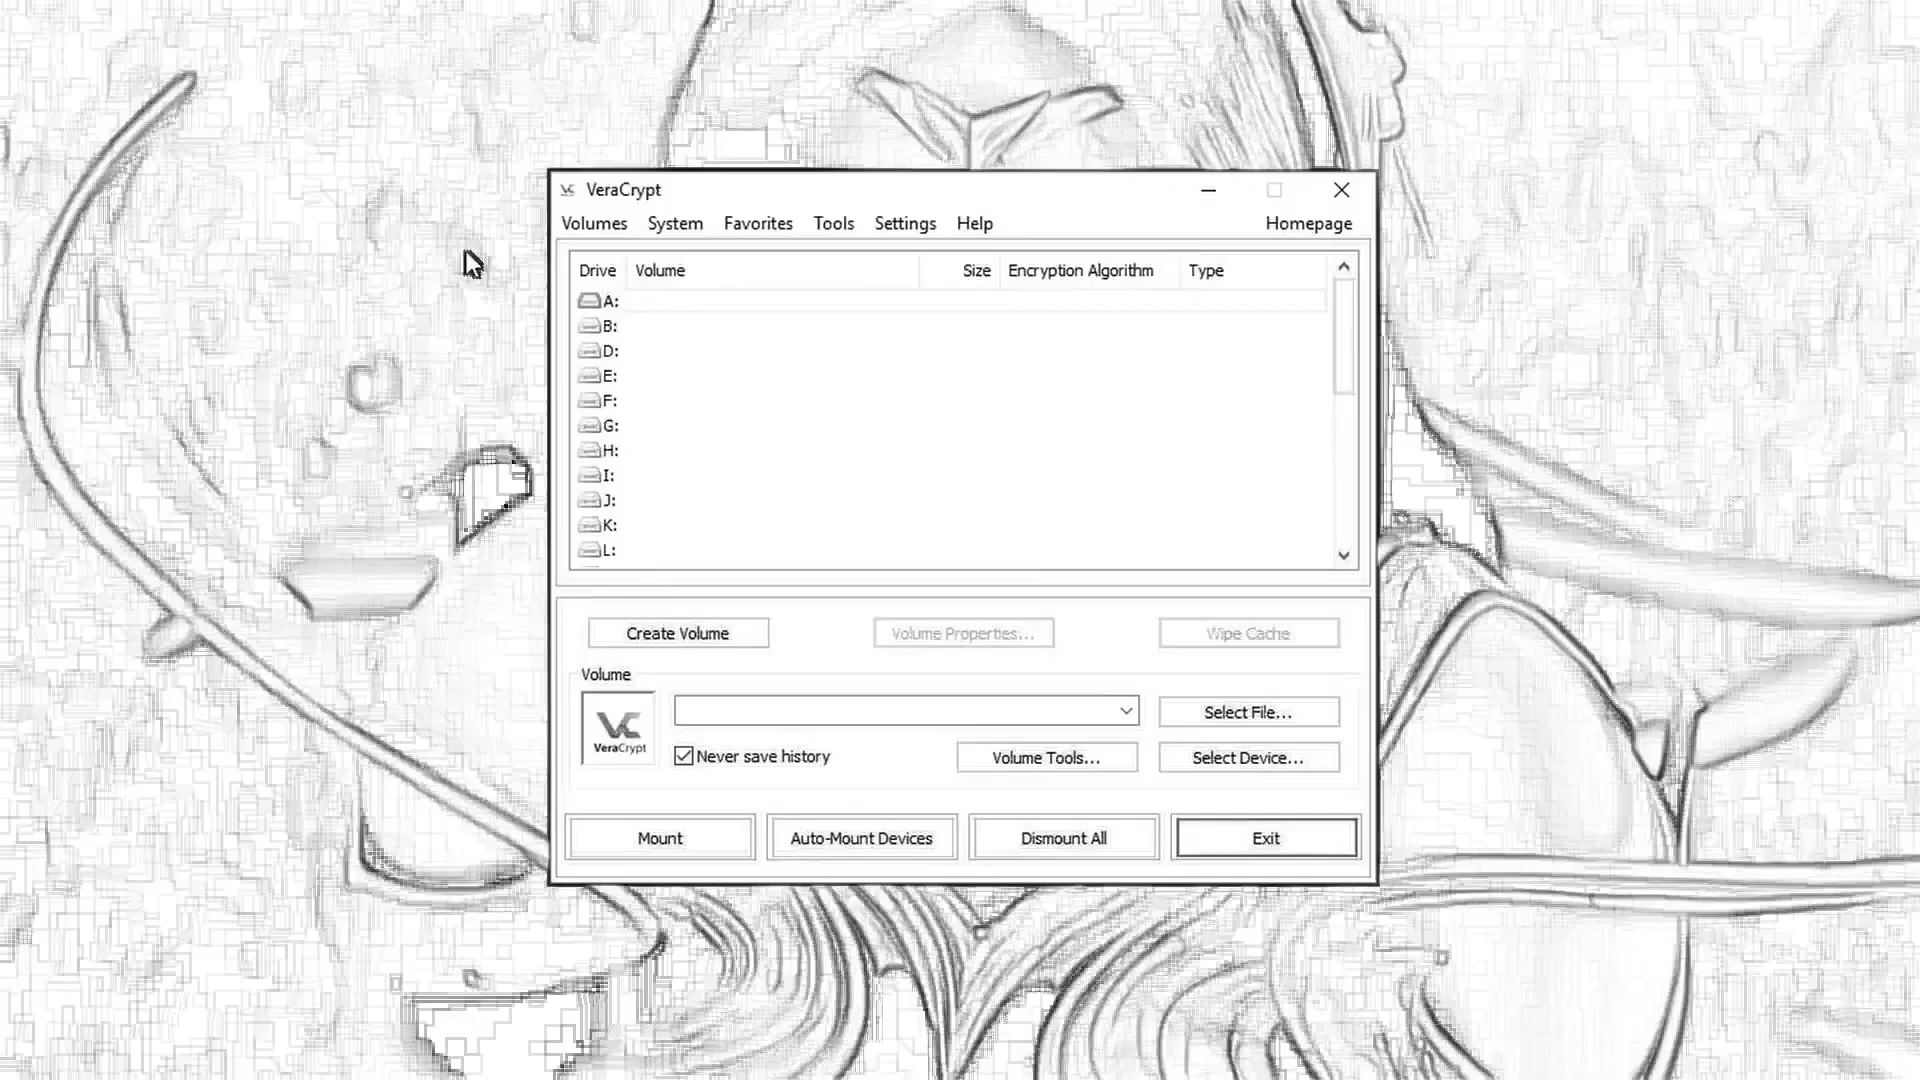 VeraCrypt
Volumes System Favorites Tools Settings Help Homepage
Drive Volume Size Encryption Algorithm Type
A:
B:
D:
E:
F:
G:
H:
I:
J:
K:
L:
Create Volume Volume Properties... Wipe Cache
Volume
VeraCrypt
Select File...
Never save history Volume Tools... Select Device...
Mount Auto-Mount Devices Dismount All Exit